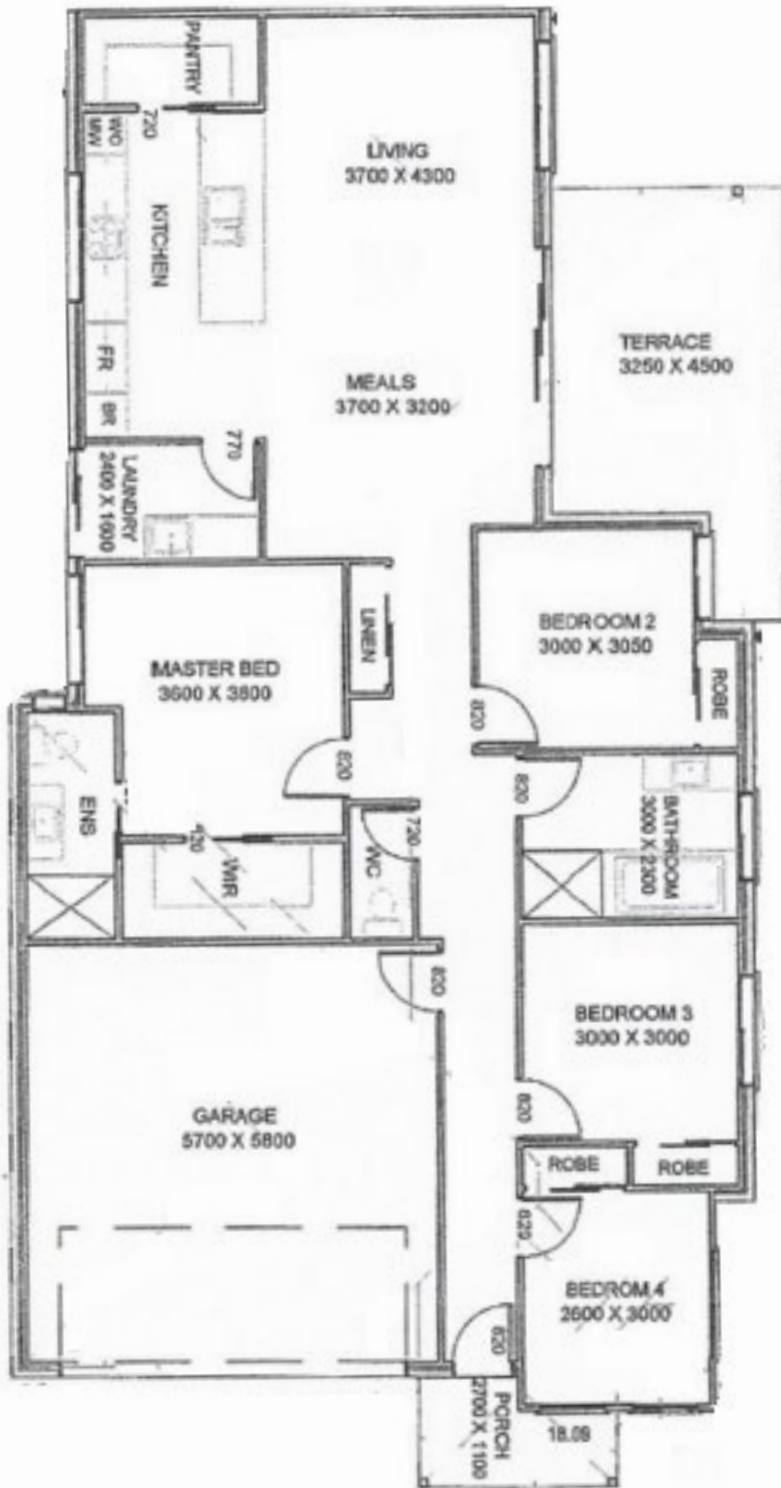 PANTRY
720
WO
MW
LIVING
3700 X 4300
KITCHEN
TERRACE
3250 X 4500
FR
MEALS
3700 X 3200
BR
770
LAUNDRY
2400 X 1600
LINEN
BEDROOM 2
3000 X 3050
MASTER BED
ROBE
820
820
ENS
820
BATHROOM
3000 X 2300
720
WIR
WC
820
BEDROOM 3
3000 X 3000
GARAGE
5700 X 5800
820
ROBE
ROBE
820
BEDROM 4
2600 X 3000
820
PORCH
2700 X 1100
18.09